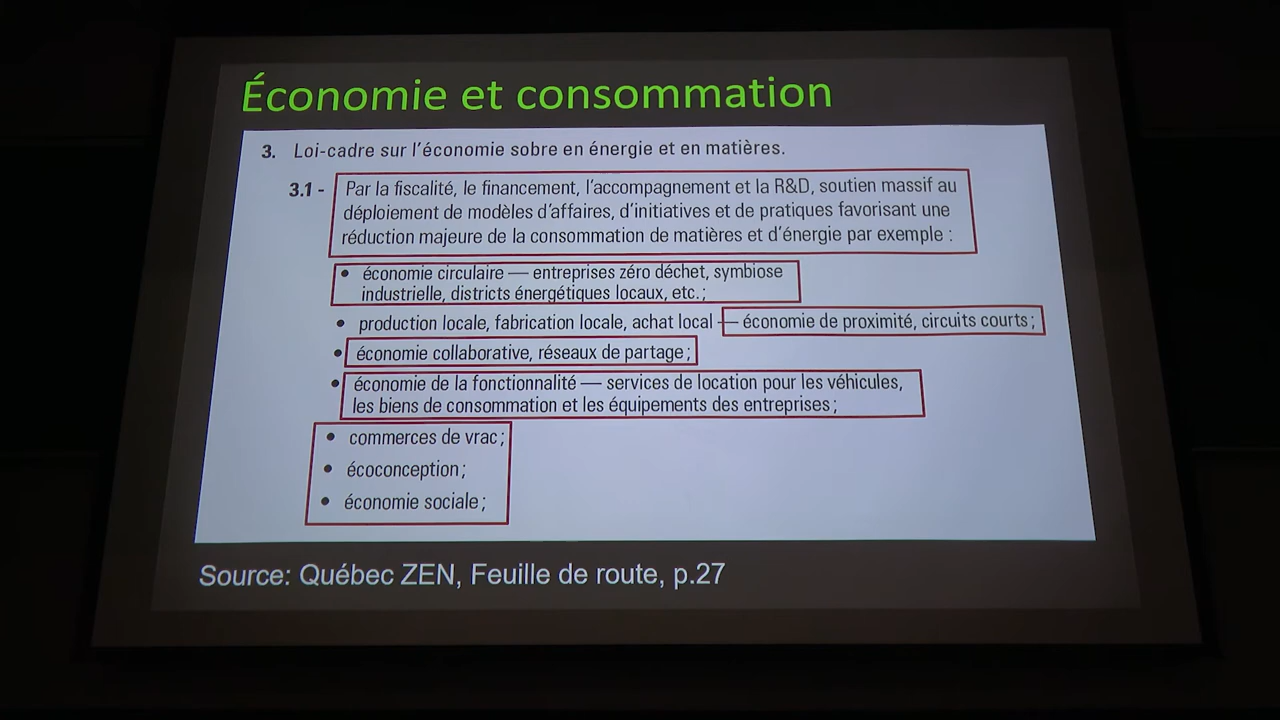 Économie et consommation
3. Loi-cadre sur l'économie sobre en énergie et en matières.
3.1 - Par la fiscalité, le financement, l'accompagnement et la R&D, soutien massif au
déploiement de modèles d'affaires, d'initiatives et de pratiques favorisant une
réduction majeure de la consommation de matières et d'énergie par exemple :
• économie circulaire — entreprises zéro déchet, symbiose
industrielle, districts énergétiques locaux, etc.;
• production locale, fabrication locale, achat local — économie de proximité, circuits courts;
• économie collaborative, réseaux de partage;
• économie de la fonctionnalité — services de location pour les véhicules,
les biens de consommation et les équipements des entreprises;
• commerces de vrac;
• écoconception;
• économie sociale;
Source: Québec ZEN, Feuille de route, p.27